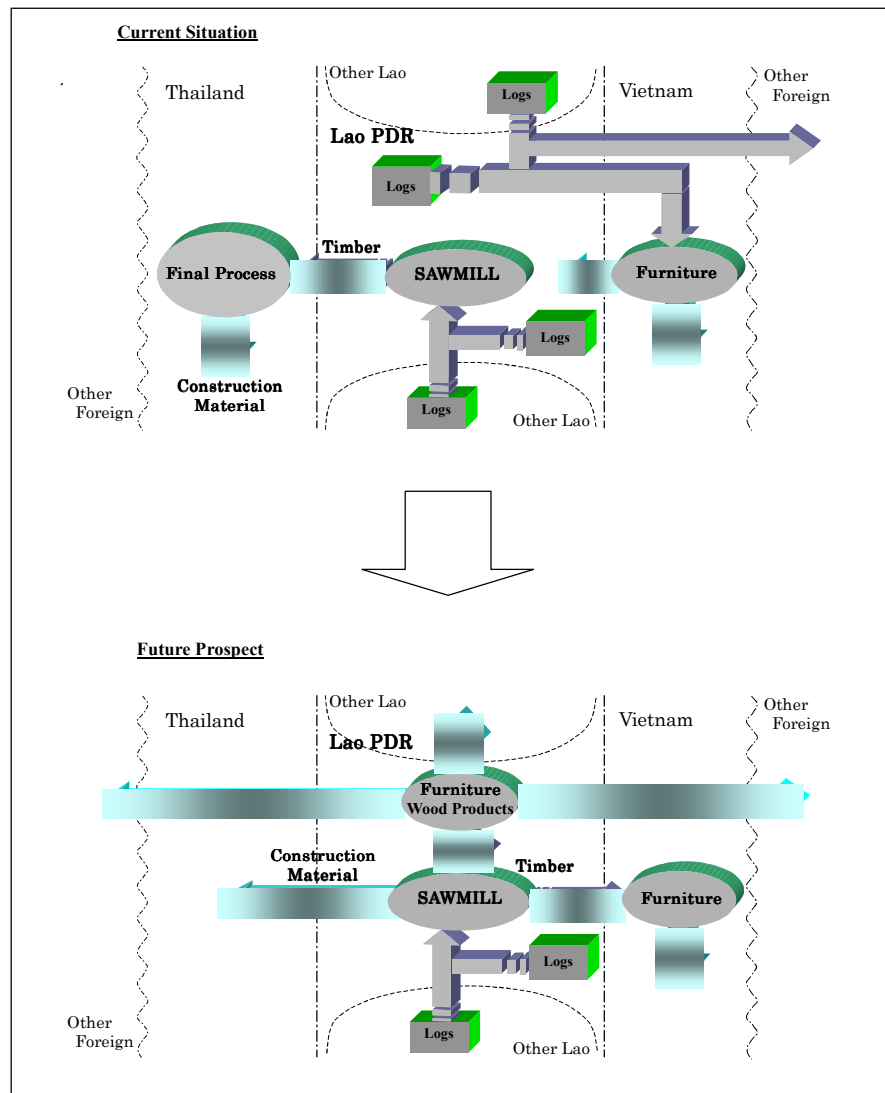 Current Situation
Other Lao
Thailand
Vietnam
Other
Foreign
Logs
Lao PDR
Logs
Timber
Final Process
SAWMILL
Furniture
Logs
Construction
Material
Other
Foreign
Logs
Other Lao
Future Prospect
Other Lao
Thailand
Vietnam
Other
Foreign
Lao PDR
Furniture
Wood Products
Construction
Material
Timber
SAWMILL
Furniture
Logs
Other
Foreign
Logs
Other Lao